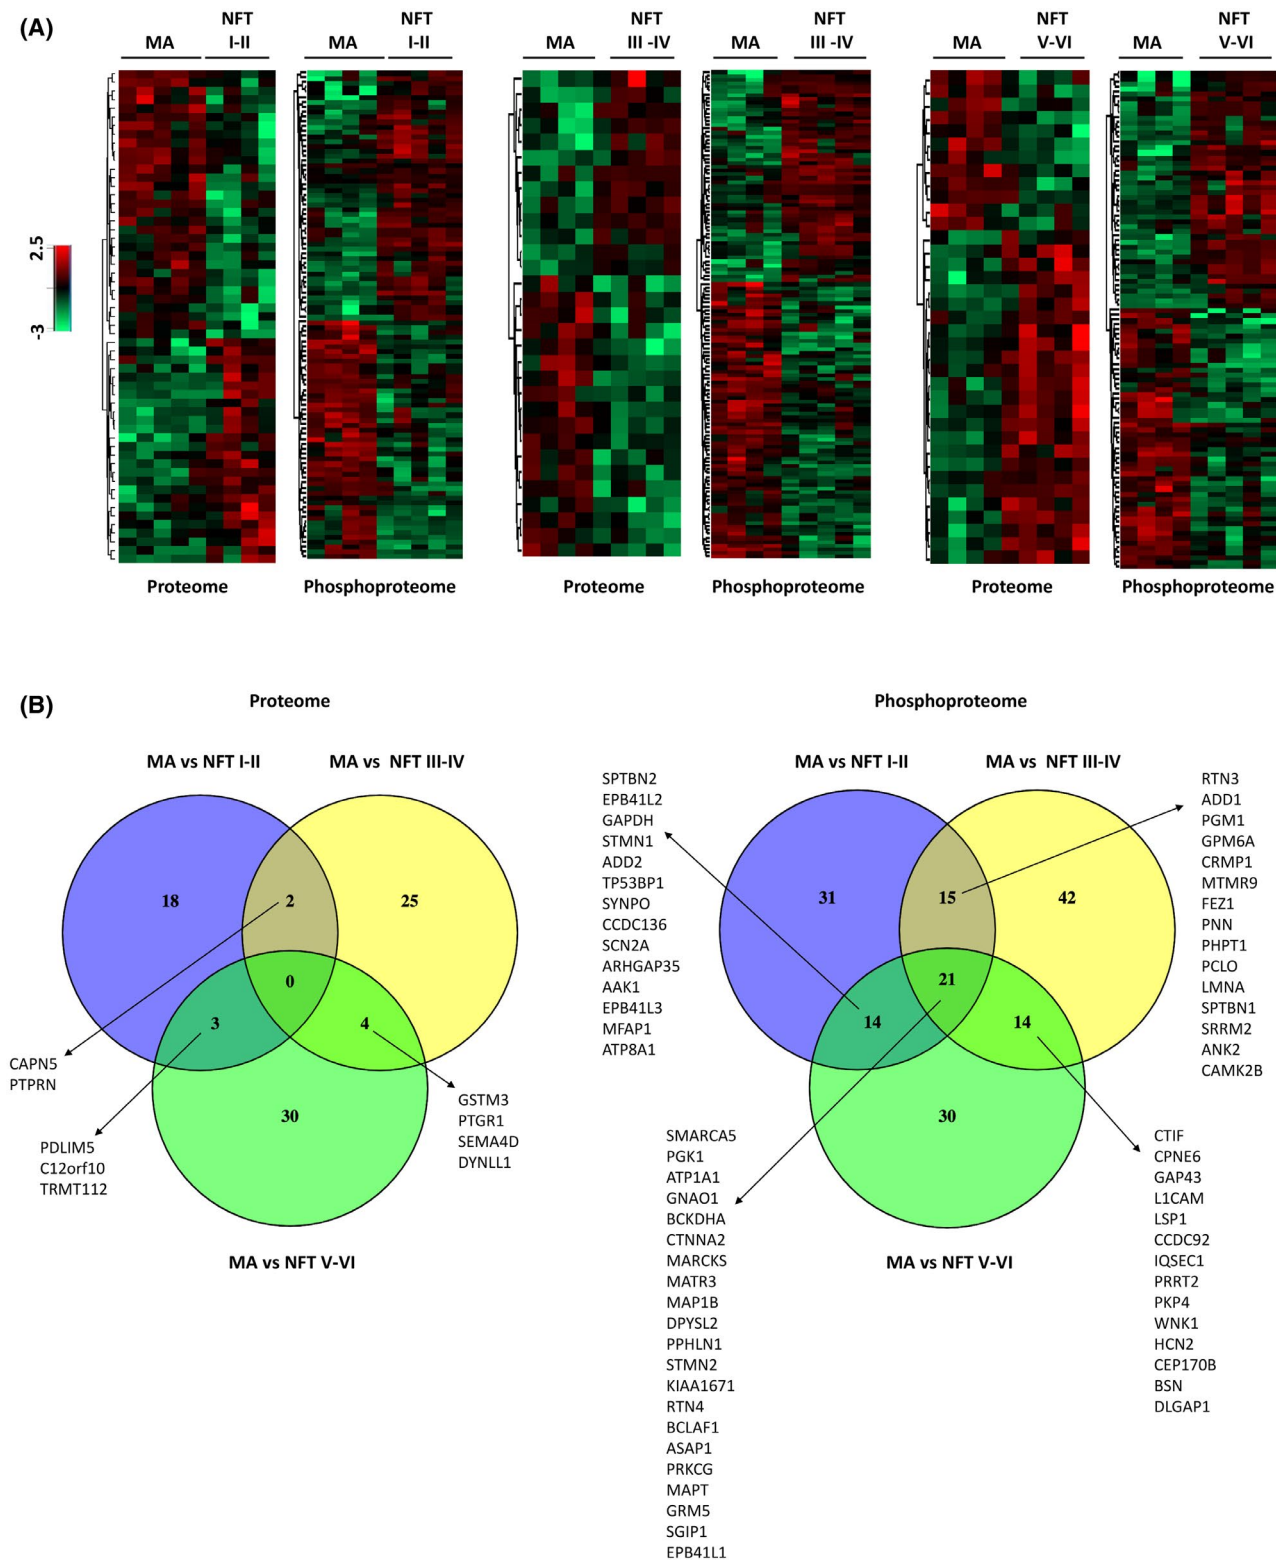 (A)
MA
NFT
I-II
MA
NFT
I-II
MA
NFT
III -IV
MA
NFT
III -IV
MA
NFT
V-VI
MA
NFT
V-VI
2.5
-3
Proteome
Phosphoproteome
Proteome
Phosphoproteome
Proteome
Phosphoproteome
(B)
Proteome
MA vs NFT I-II
MA vs NFT III-IV
18
2
25
0
3
4
30
CAPN5
PTPRN
PDLIM5
C12orf10
TRMT112
GSTM3
PTGR1
SEMA4D
DYNLL1
MA vs NFT V-VI
Phosphoproteome
MA vs NFT I-II
MA vs NFT III-IV
SPTBN2
EPB41L2
GAPDH
STMN1
ADD2
TP53BP1
SYNPO
CCDC136
SCN2A
ARHGAP35
AAK1
EPB41L3
MFAP1
ATP8A1
31
15
42
21
14
14
30
RTN3
ADD1
PGM1
GPM6A
CRMP1
MTMR9
FEZ1
PNN
PHPT1
PCLO
LMNA
SPTBN1
SRRM2
ANK2
CAMK2B
SMARCA5
PGK1
ATP1A1
GNAO1
BCKDHA
CTNNA2
MARCKS
MATR3
MAP1B
DPYSL2
PPHLN1
STMN2
KIAA1671
RTN4
BCLAF1
ASAP1
PRKCG
MAPT
GRM5
SGIP1
EPB41L1
MA vs NFT V-VI
CTIF
CPNE6
GAP43
L1CAM
LSP1
CCDC92
IQSEC1
PRRT2
PKP4
WNK1
HCN2
CEP170B
BSN
DLGAP1